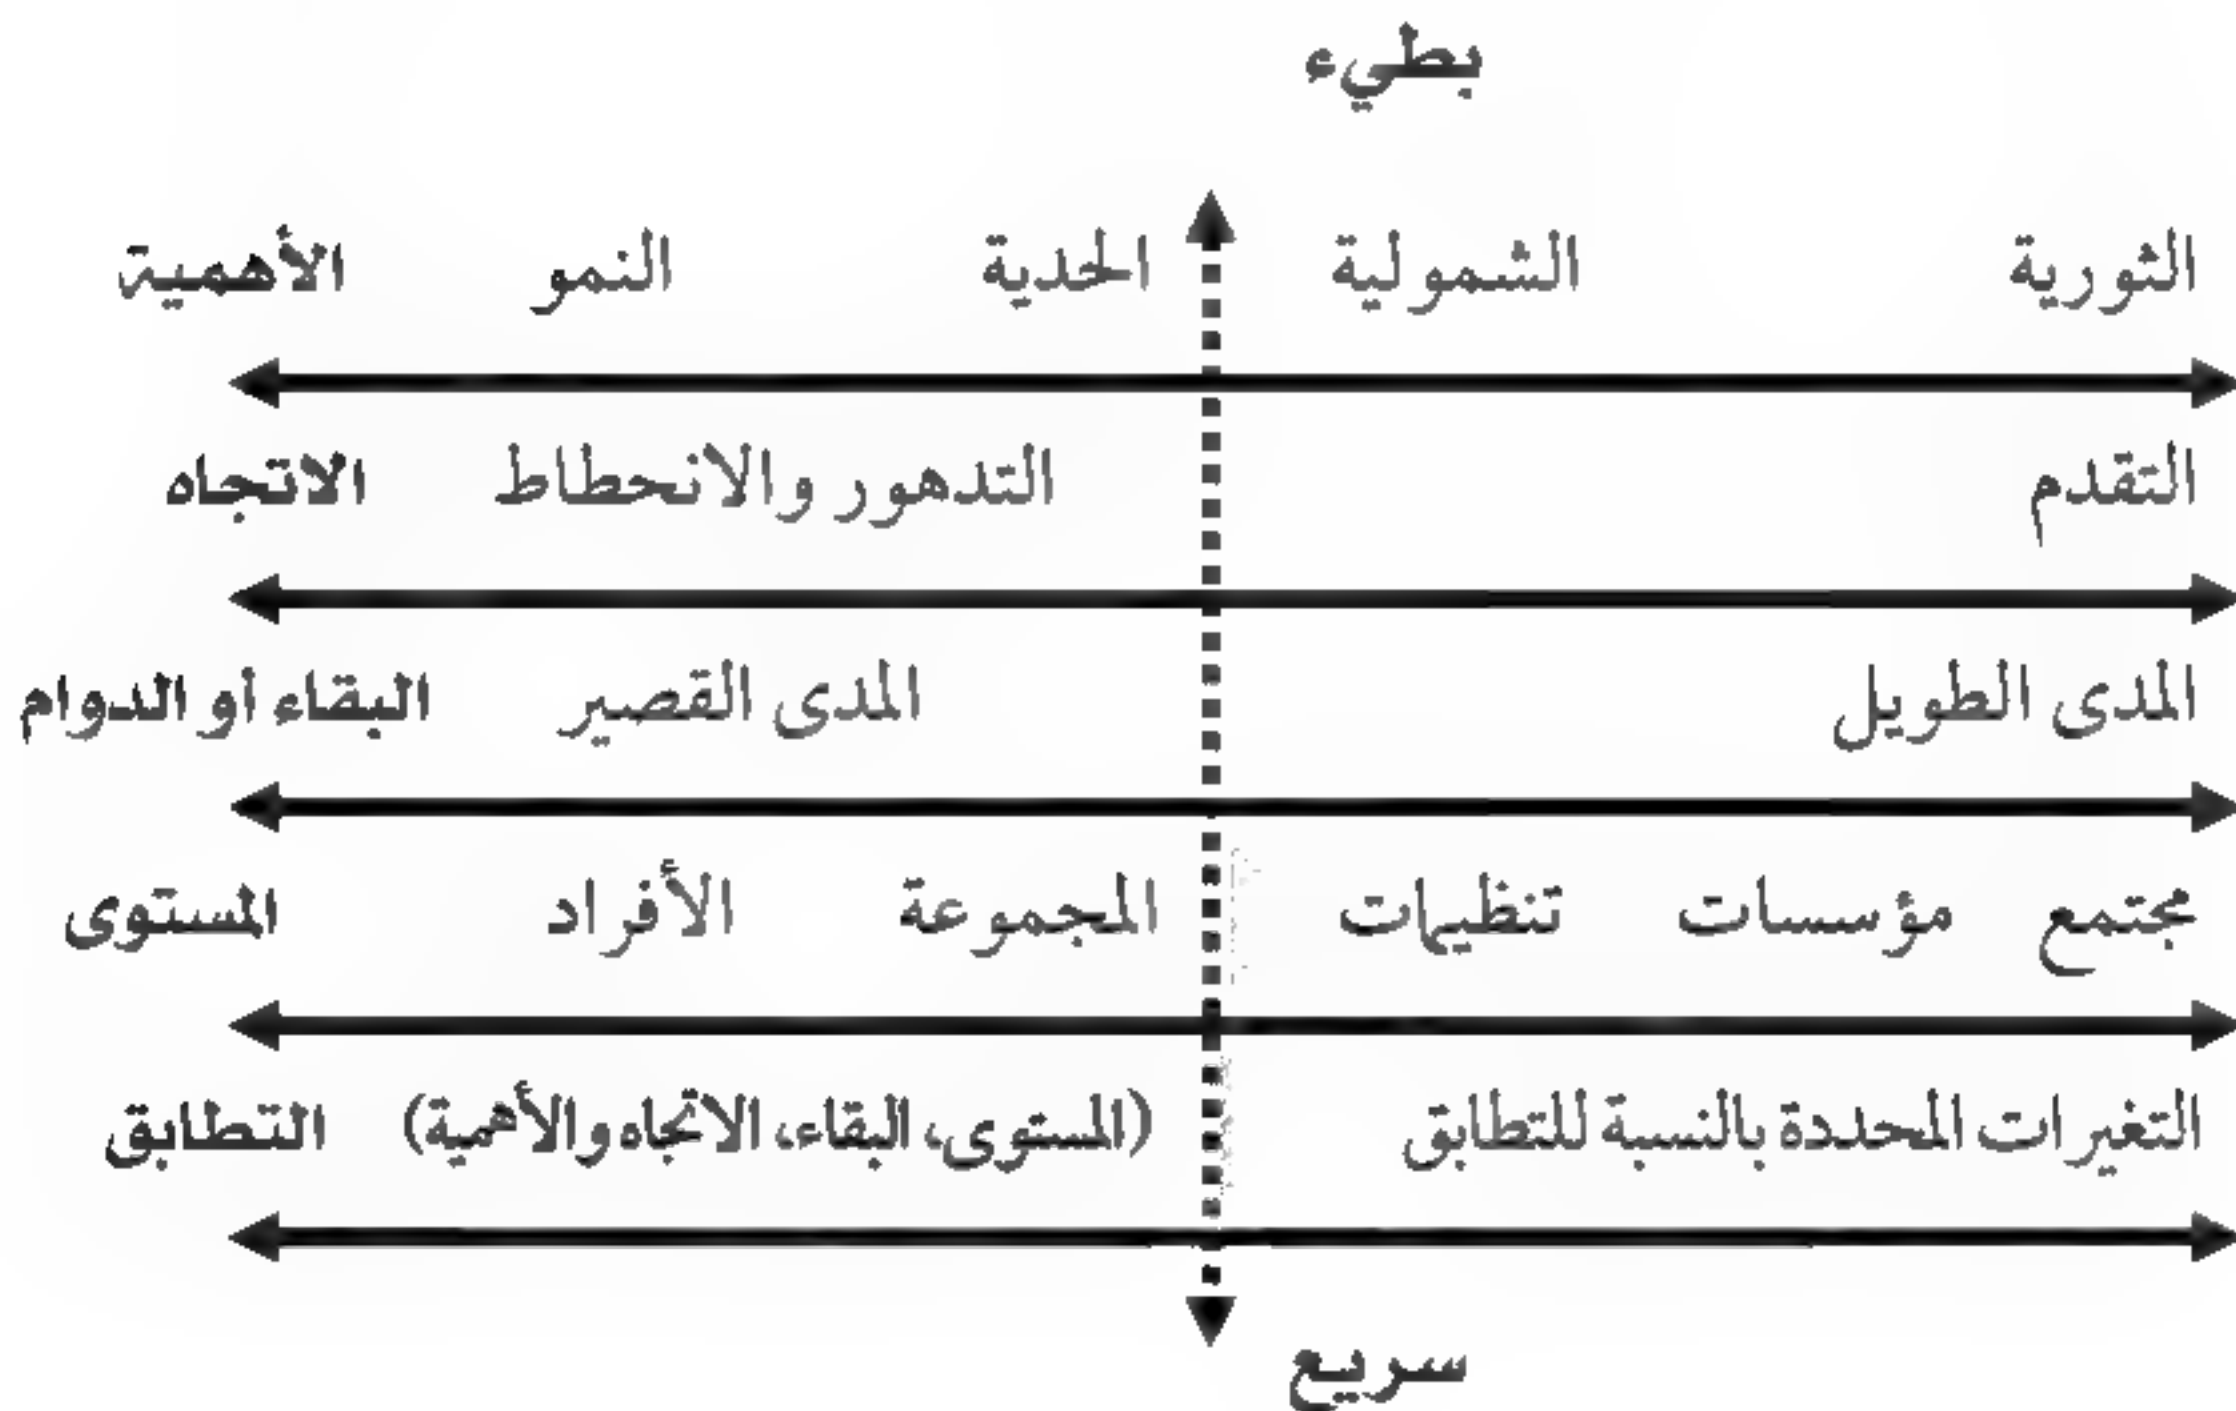 بطيء
الثورية الشمولية الحدية النمو الأهمية
التقدم التدهور والانحطاط الاتجاه
المدى الطويل المدى القصير البقاء أو الدوام
مجتمع مؤسسات تنظيمات المجموعة الأفراد المستوى
التغيرات المحددة بالنسبة للتطابق (المستوى، البقاء، الاتجاه والأهمية) التطابق
سريع